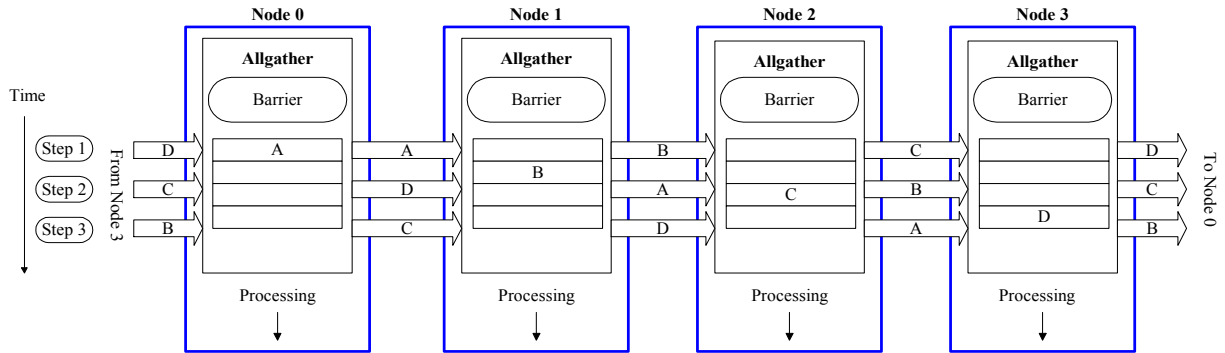 Node 0 Node 1 Node 2 Node 3
Allgather Allgather Allgather Allgather
Time
Barrier Barrier Barrier Barrier
From Node 3
To Node 0
Step 1 D A A B C D
B
Step 2 C D A B C
C
D
Step 3 B C D A B
Processing Processing Processing Processing